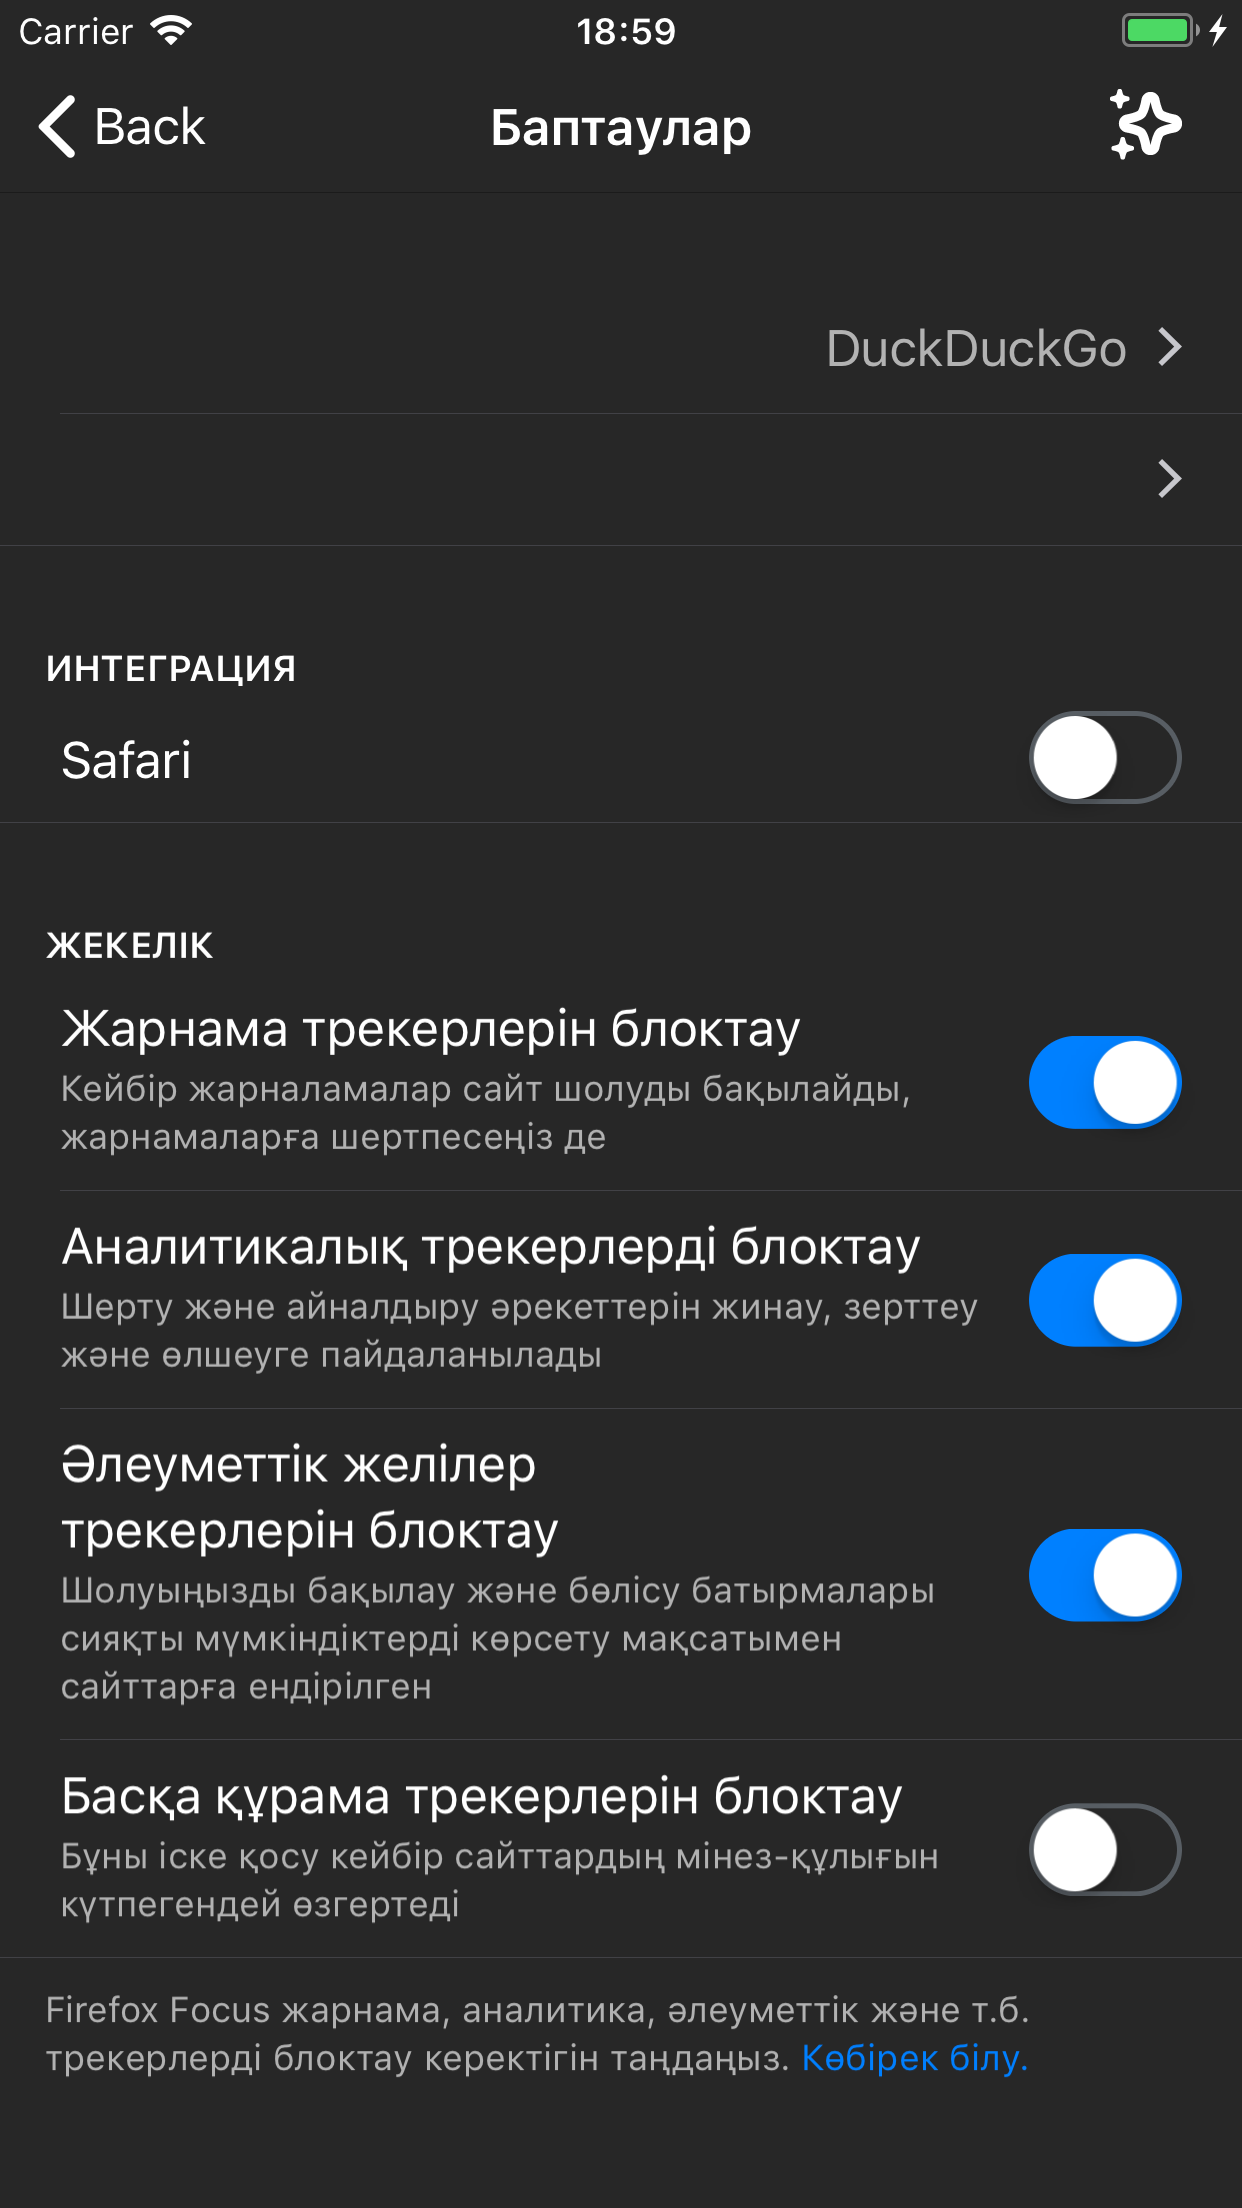 Carrier 18:59
Back Баптаулар
DuckDuckGo
ИНТЕГРАЦИЯ
Safari
ЖЕКЕЛІК
Жарнама трекерлерін блоктау
Кейбір жарналамалар сайт шолуды бақылайды,
жарнамаларға шертпесеңіз де
Аналитикалық трекерлерді блоктау
Шерту және айналдыру әрекеттерін жинау, зерттеу
және өлшеуге пайдаланылады
Әлеуметтік желілер
трекерлерін блоктау
Шолуыңызды бақылау және бөлісу батырмалары
сияқты мүмкіндіктерді көрсету мақсатымен
сайттарға ендірілген
Басқа құрама трекерлерін блоктау
Бұны іске қосу кейбір сайттардың мінез-құлығын
күтпегендей өзгертеді
Firefox Focus жарнама, аналитика, әлеуметтік және т.б.
трекерлерді блоктау керектігін таңдаңыз. Көбірек білу.